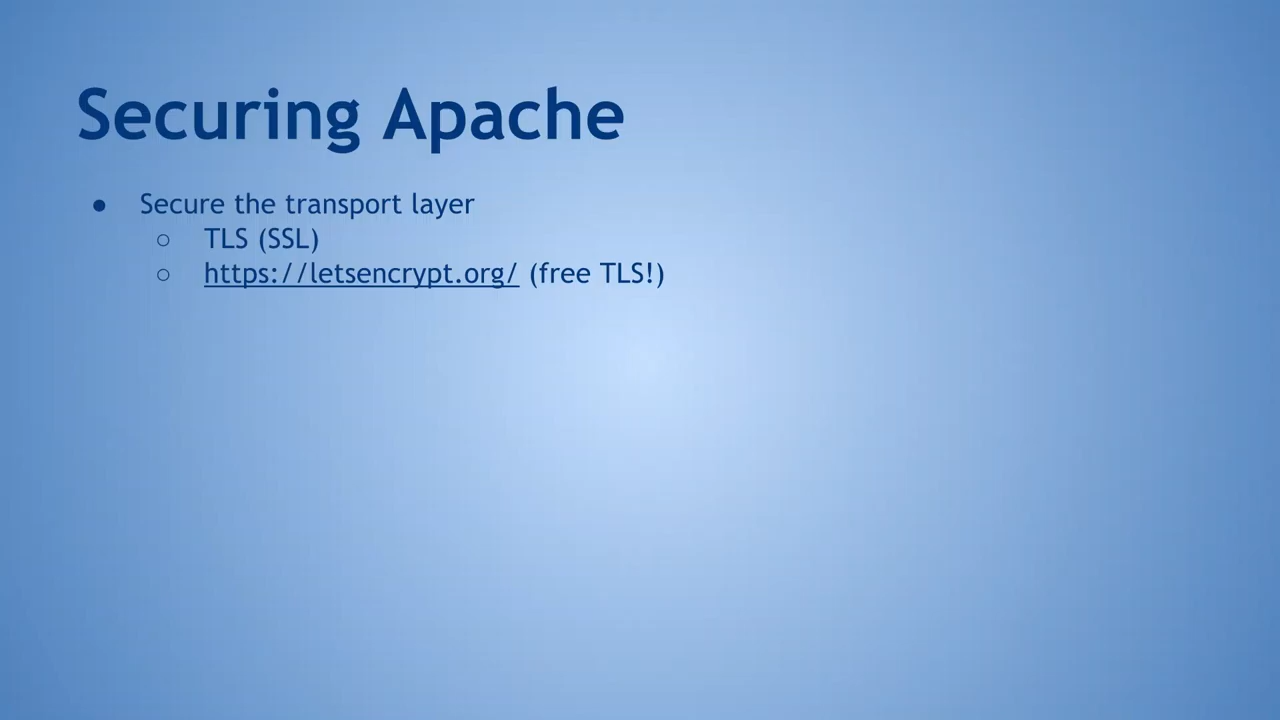 Securing Apache
● Secure the transport layer
○ TLS (SSL)
○ https://letsencrypt.org/ (free TLS!)